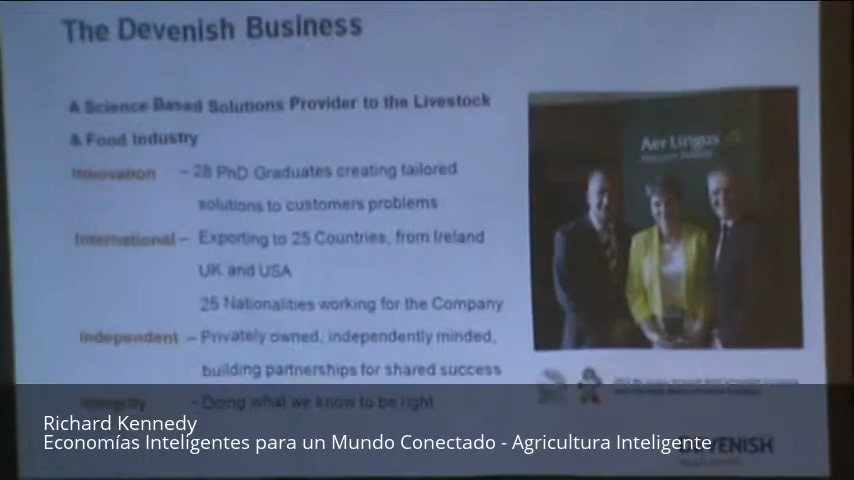 The Devenish Business
A Science Based Solutions Provider to the Livestock
& Food Industry
Innovation – 28 PhD Graduates creating tailored
solutions to customers problems
International – Exporting to 25 Countries, from Ireland
UK and USA
25 Nationalities working for the Company
Independent – Privately owned, independently minded,
building partnerships for shared success
Integrity - Doing what we know to be right
Aer Lingus
DEVENISH
Richard Kennedy
Economías Inteligentes para un Mundo Conectado - Agricultura Inteligente